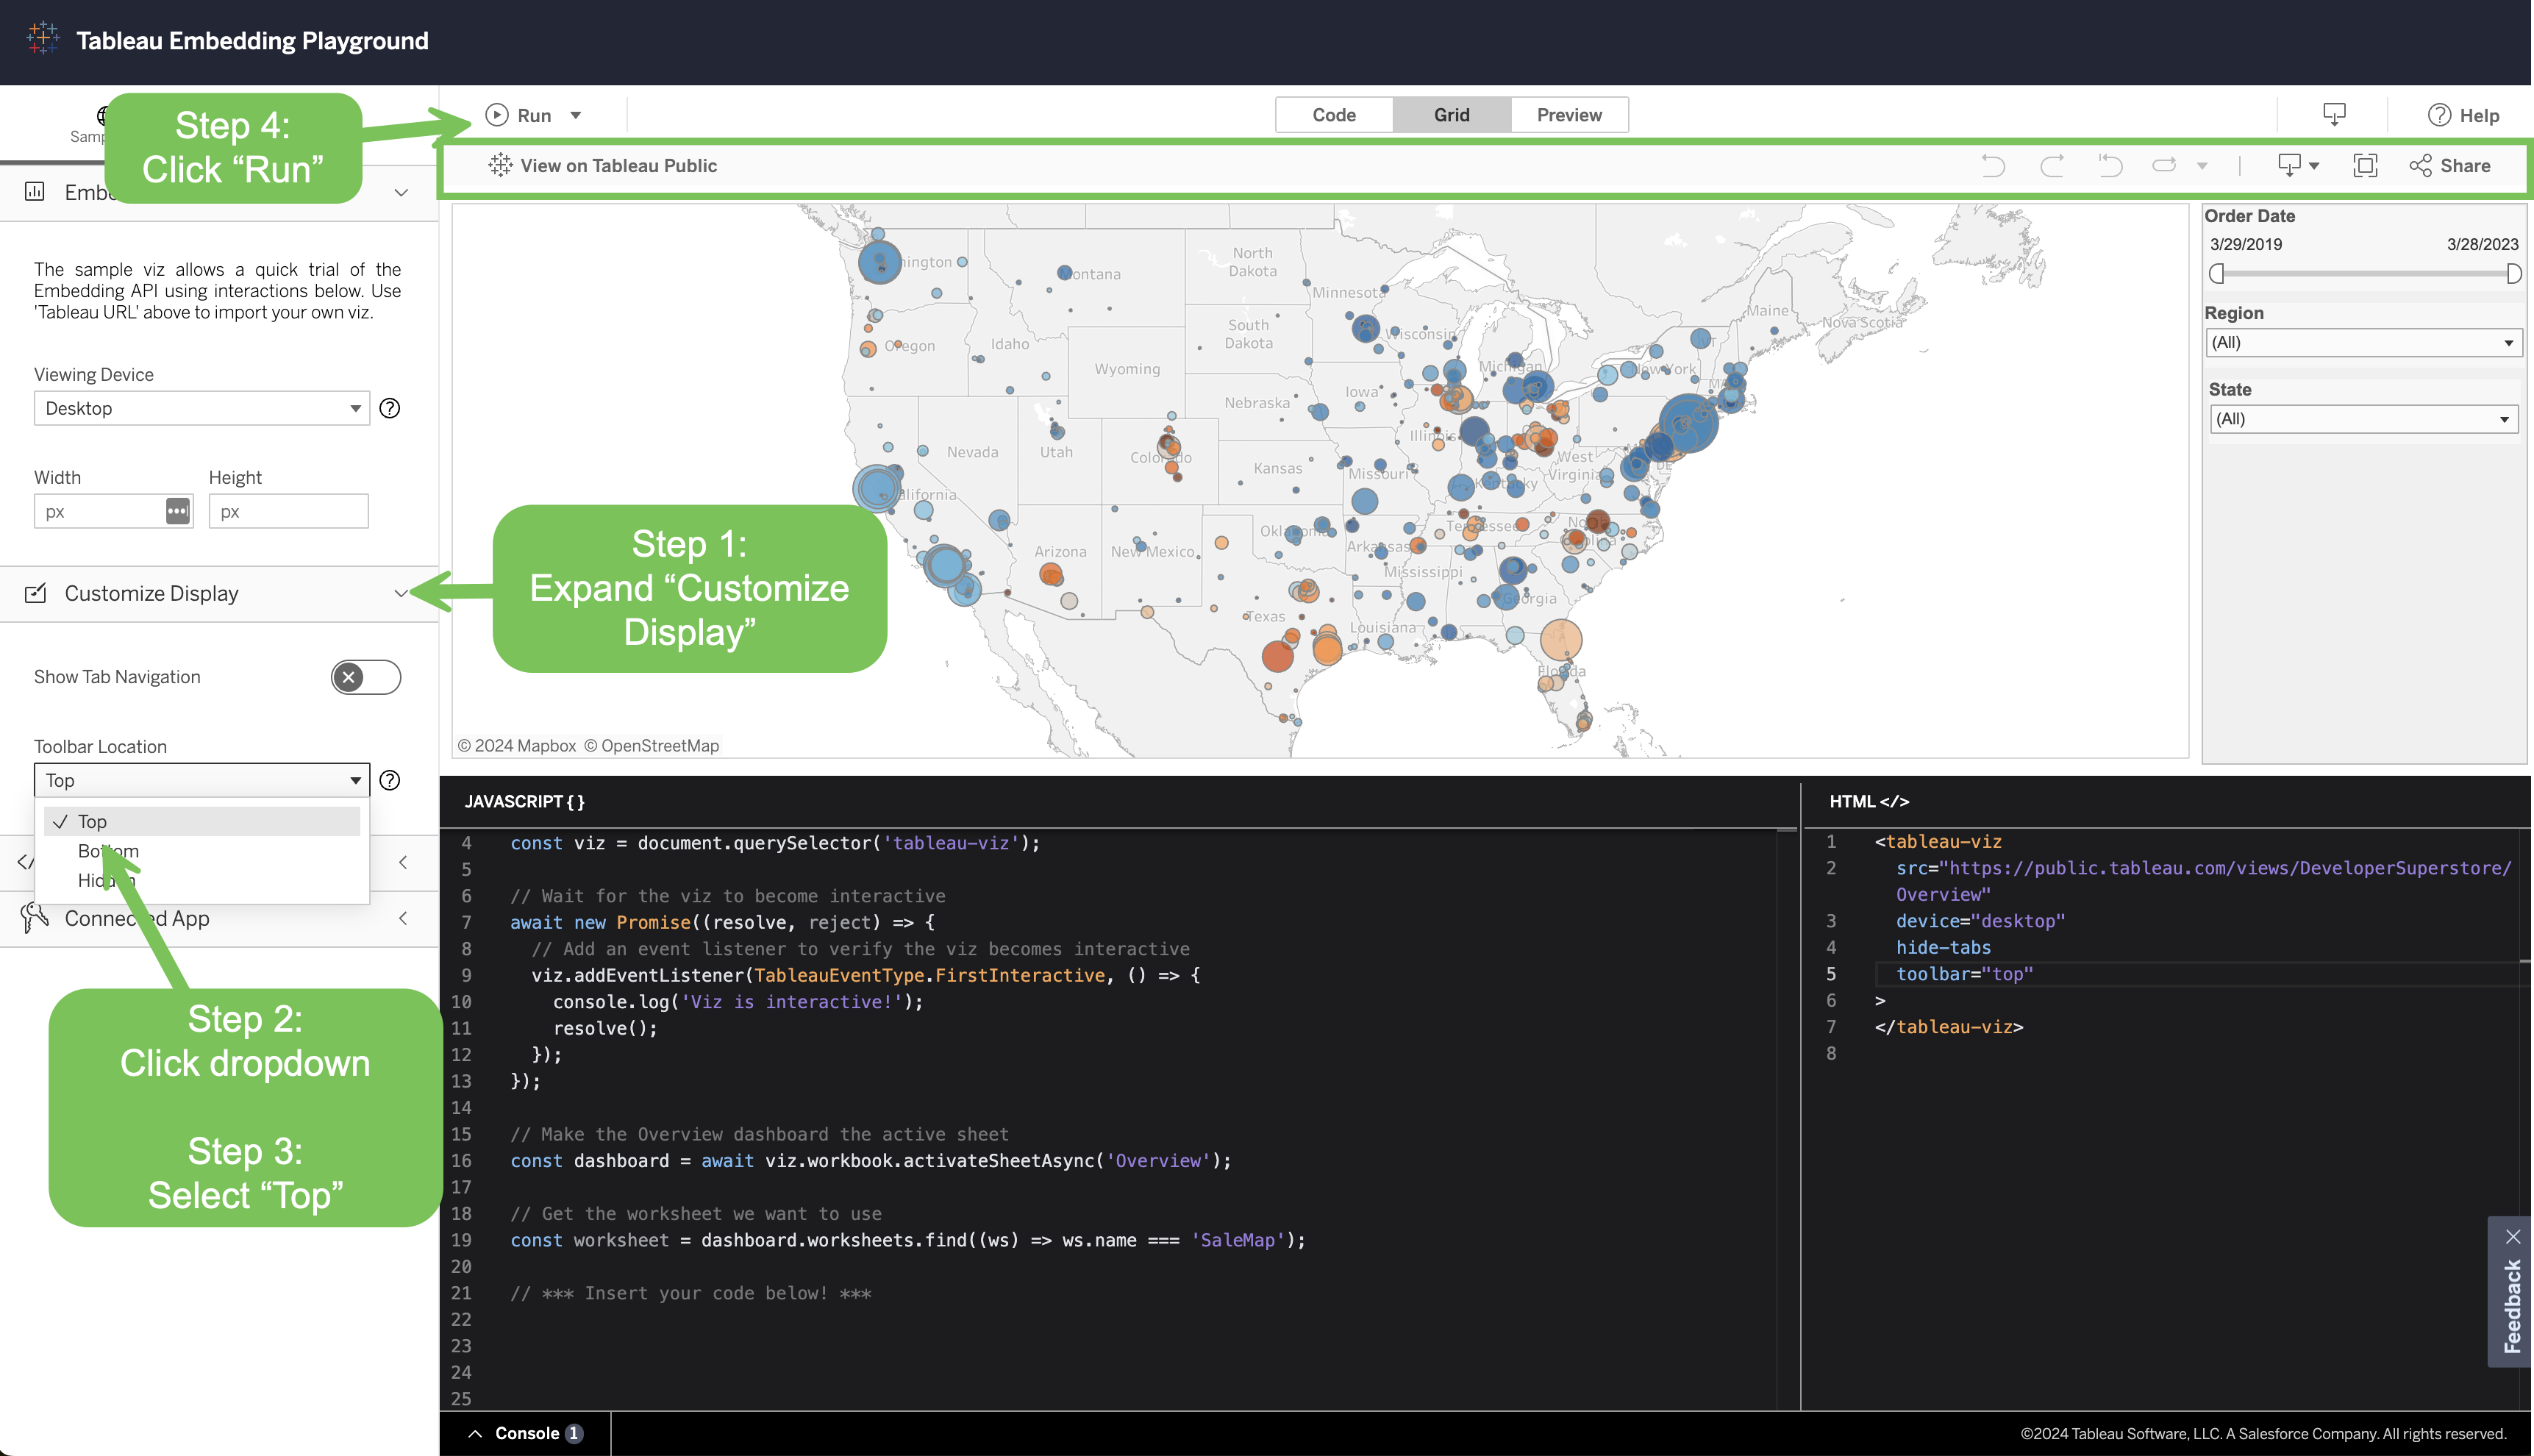 Tableau Embedding Playground
Samp
Step 4:
Click “Run”
Run
Code
Grid
Preview
Help
View on Tableau Public
Share
Emb
The sample viz allows a quick trial of the
Embedding API using interactions below. Use
'Tableau URL' above to import your own viz.
Viewing Device
Desktop
Width
Height
px
px
Customize Display
Show Tab Navigation
Toolbar Location
Top
Top
Bottom
Hidden
Connected App
Step 1:
Expand “Customize
Display”
Step 2:
Click dropdown
Step 3:
Select “Top”
ington
Montana
North
Dakota
Minnesota
Oregon
Idaho
South
Dakota
Wisconsin
Maine
Nova Scotia
Wyoming
Michigan
New York
VT
MA
Nebraska
Iowa
Nevada
Utah
Colorado
Kansas
Illinois
Missouri
West
Virginia
DE
Kentucky
Virginia
alifornia
Arizona
New Mexico
Oklahoma
Arkansas
Tennessee
Mississippi
Texas
Louisiana
Georgia
Florida
© 2024 Mapbox © OpenStreetMap
Order Date
3/29/2019
3/28/2023
Region
(All)
State
(All)
JAVASCRIPT { }
4 const viz = document.querySelector('tableau-viz');
5
6 // Wait for the viz to become interactive
7 await new Promise((resolve, reject) => {
8 // Add an event listener to verify the viz becomes interactive
9 viz.addEventListener(TableauEventType.FirstInteractive, () => {
10 console.log('Viz is interactive!');
11 resolve();
12 });
13 });
14
15 // Make the Overview dashboard the active sheet
16 const dashboard = await viz.workbook.activateSheetAsync('Overview');
17
18 // Get the worksheet we want to use
19 const worksheet = dashboard.worksheets.find((ws) => ws.name === 'SaleMap');
20
21 // *** Insert your code below! ***
22
23
24
25
HTML </>
1 <tableau-viz
2 src="https://public.tableau.com/views/DeveloperSuperstore/
Overview"
3 device="desktop"
4 hide-tabs
5 toolbar="top"
6 >
7 </tableau-viz>
8
Feedback
Console 1
©2024 Tableau Software, LLC. A Salesforce Company. All rights reserved.